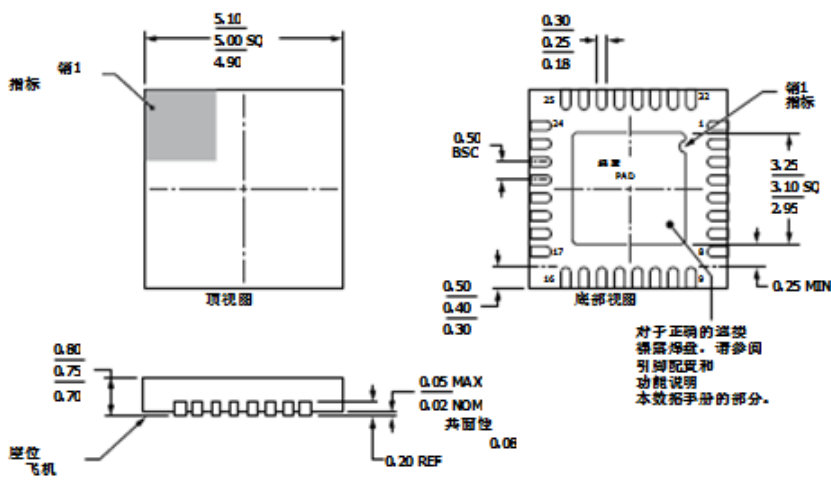 5.10
5.00 SQ
4.90
销1
指标
顶视图
0.30
0.25
0.18
25
32
24
1
销1
指标
0.50
BSC
PAD
3.25
3.10 SQ
2.95
17
8
16
9
0.25 MIN
0.50
0.40
0.30
底部视图
对于正确的连接
裸露焊盘，请参阅
引脚配置和
功能说明
本数据手册的部分。
0.80
0.75
0.70
0.05 MAX
0.02 NOM
共面性
0.08
0.20 REF
座位
飞机